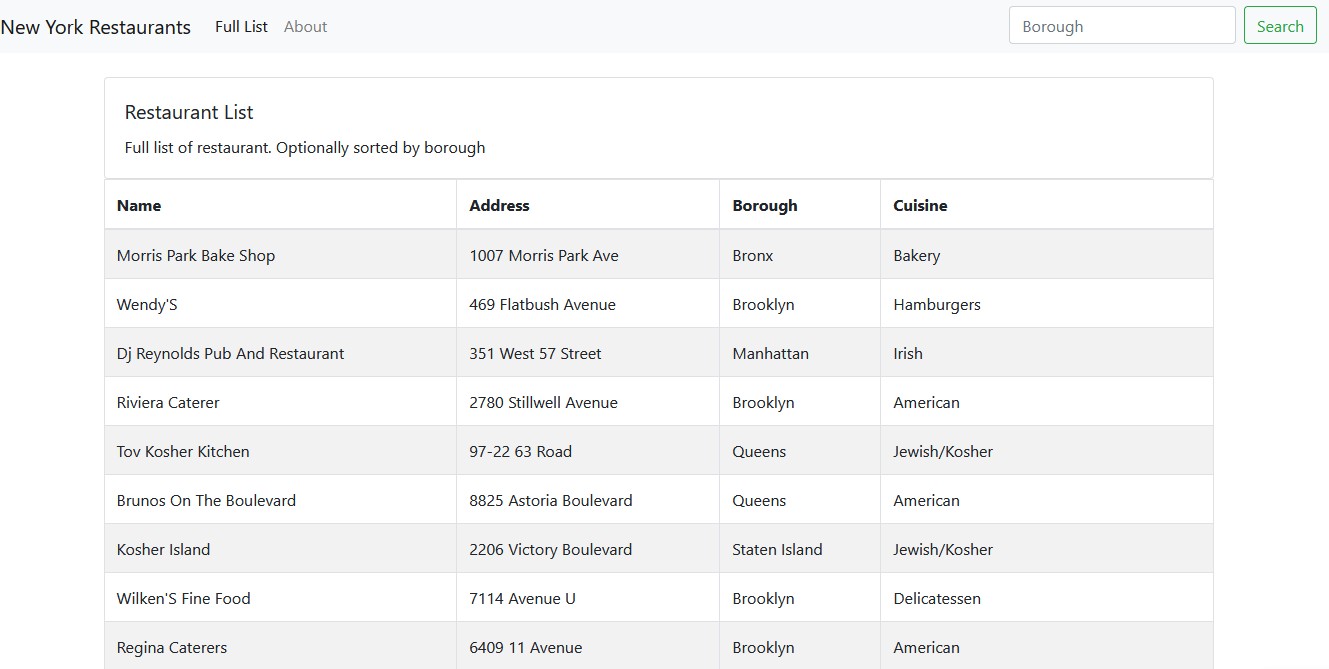 New York Restaurants Full List About Borough Search
Restaurant List
Full list of restaurant. Optionally sorted by borough
Name Address Borough Cuisine
Morris Park Bake Shop 1007 Morris Park Ave Bronx Bakery
Wendy'S 469 Flatbush Avenue Brooklyn Hamburgers
Dj Reynolds Pub And Restaurant 351 West 57 Street Manhattan Irish
Riviera Caterer 2780 Stillwell Avenue Brooklyn American
Tov Kosher Kitchen 97-22 63 Road Queens Jewish/Kosher
Brunos On The Boulevard 8825 Astoria Boulevard Queens American
Kosher Island 2206 Victory Boulevard Staten Island Jewish/Kosher
Wilken'S Fine Food 7114 Avenue U Brooklyn Delicatessen
Regina Caterers 6409 11 Avenue Brooklyn American